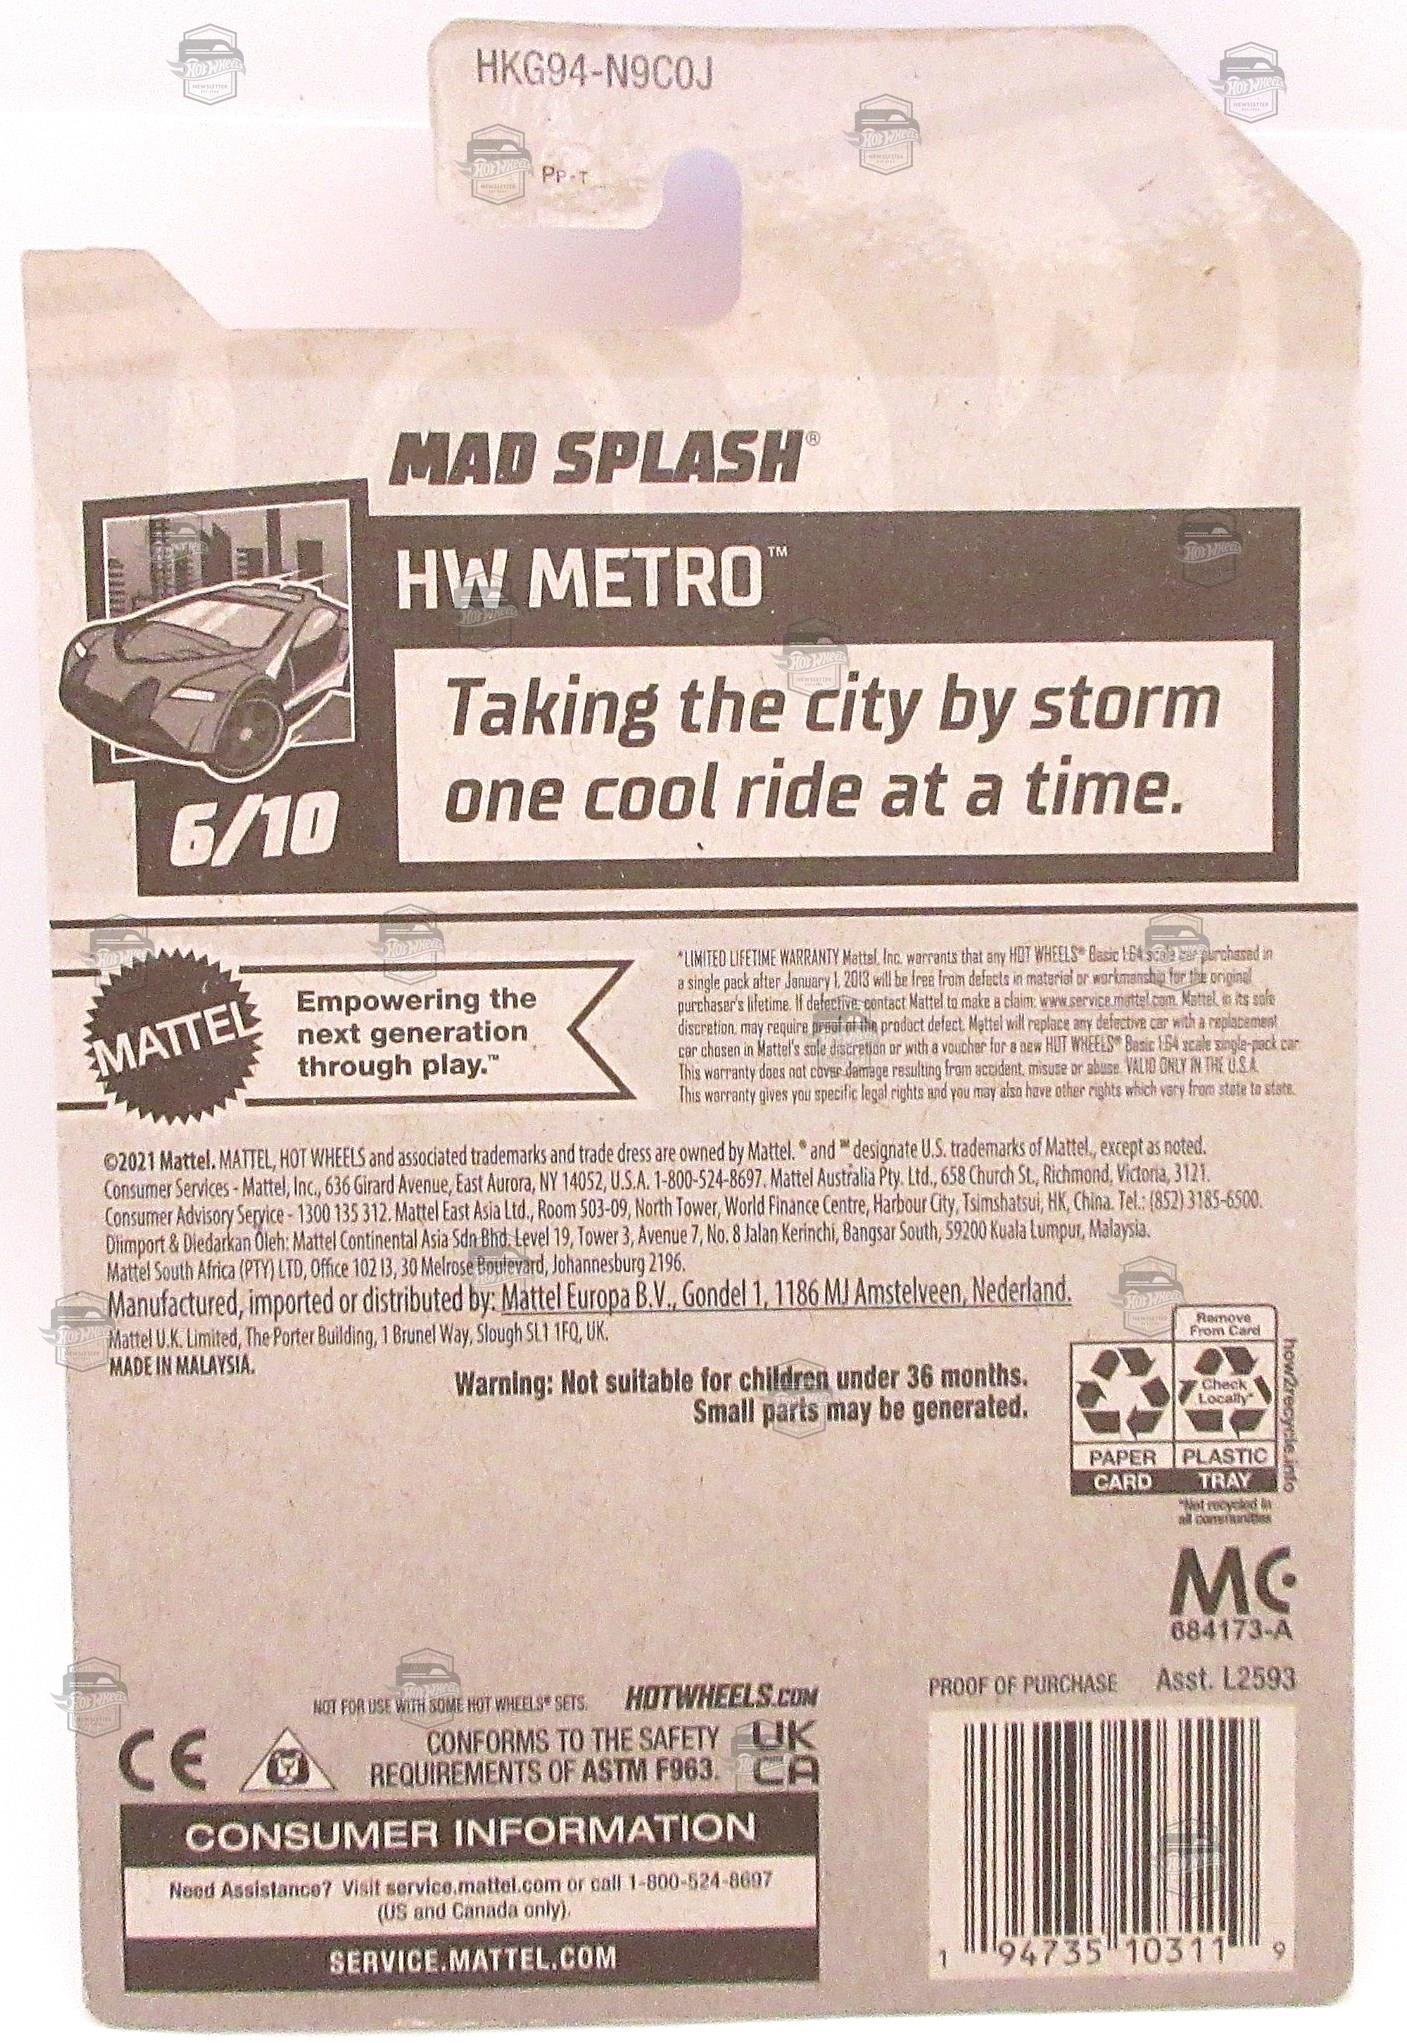 HKG94-N9C0J
PP-T
MAD SPLASH®
HW METRO™
Taking the city by storm
one cool ride at a time.
6/10
MATTEL
Empowering the
next generation
through play.™
*LIMITED LIFETIME WARRANTY Mattel, Inc. warrants that any HOT WHEELS® Basic 1:64 scale car purchased in
a single pack after January 1, 2013 will be free from defects in material or workmanship for the original
purchaser's lifetime. If defective, contact Mattel to make a claim: www.service.mattel.com. Mattel, in its sole
discretion, may require proof of the product defect. Mattel will replace any defective car with a replacement
car chosen in Mattel's sole discretion or with a voucher for a new HOT WHEELS® Basic 1:64 scale single-pack car.
This warranty does not cover damage resulting from accident, misuse or abuse. VALID ONLY IN THE U.S.A.
This warranty gives you specific legal rights and you may also have other rights which vary from state to state.
©2021 Mattel. MATTEL, HOT WHEELS and associated trademarks and trade dress are owned by Mattel. ® and ™ designate U.S. trademarks of Mattel, except as noted.
Consumer Services - Mattel, Inc., 636 Girard Avenue, East Aurora, NY 14052, U.S.A. 1-800-524-8697. Mattel Australia Pty. Ltd., 658 Church St., Richmond, Victoria, 3121.
Consumer Advisory Service - 1300 135 312. Mattel East Asia Ltd., Room 503-09, North Tower, World Finance Centre, Harbour City, Tsimshatsui, HK, China. Tel.: (852) 3185-6500.
Diimport & Diedarkan Oleh: Mattel Continental Asia Sdn Bhd. Level 19, Tower 3, Avenue 7, No. 8 Jalan Kerinchi, Bangsar South, 59200 Kuala Lumpur, Malaysia.
Mattel South Africa (PTY) LTD, Office 102 I3, 30 Melrose Boulevard, Johannesburg 2196.
Manufactured, imported or distributed by: Mattel Europa B.V., Gondel 1, 1186 MJ Amstelveen, Nederland.
Mattel U.K. Limited, The Porter Building, 1 Brunel Way, Slough SL1 1FQ, UK.
MADE IN MALAYSIA.
Warning: Not suitable for children under 36 months.
Small parts may be generated.
Remove
From Card
Check
Locally*
PAPER
PLASTIC
CARD
TRAY
how2recycle.info
*Not recycled in
all communities
MC
684173-A
PROOF OF PURCHASE
Asst. L2593
NOT FOR USE WITH SOME HOT WHEELS® SETS.
HOTWHEELS.COM
CE
CONFORMS TO THE SAFETY
REQUIREMENTS OF ASTM F963.
UK
CA
CONSUMER INFORMATION
Need Assistance? Visit service.mattel.com or call 1-800-524-8697
(US and Canada only).
SERVICE.MATTEL.COM
1 94735 10311 9